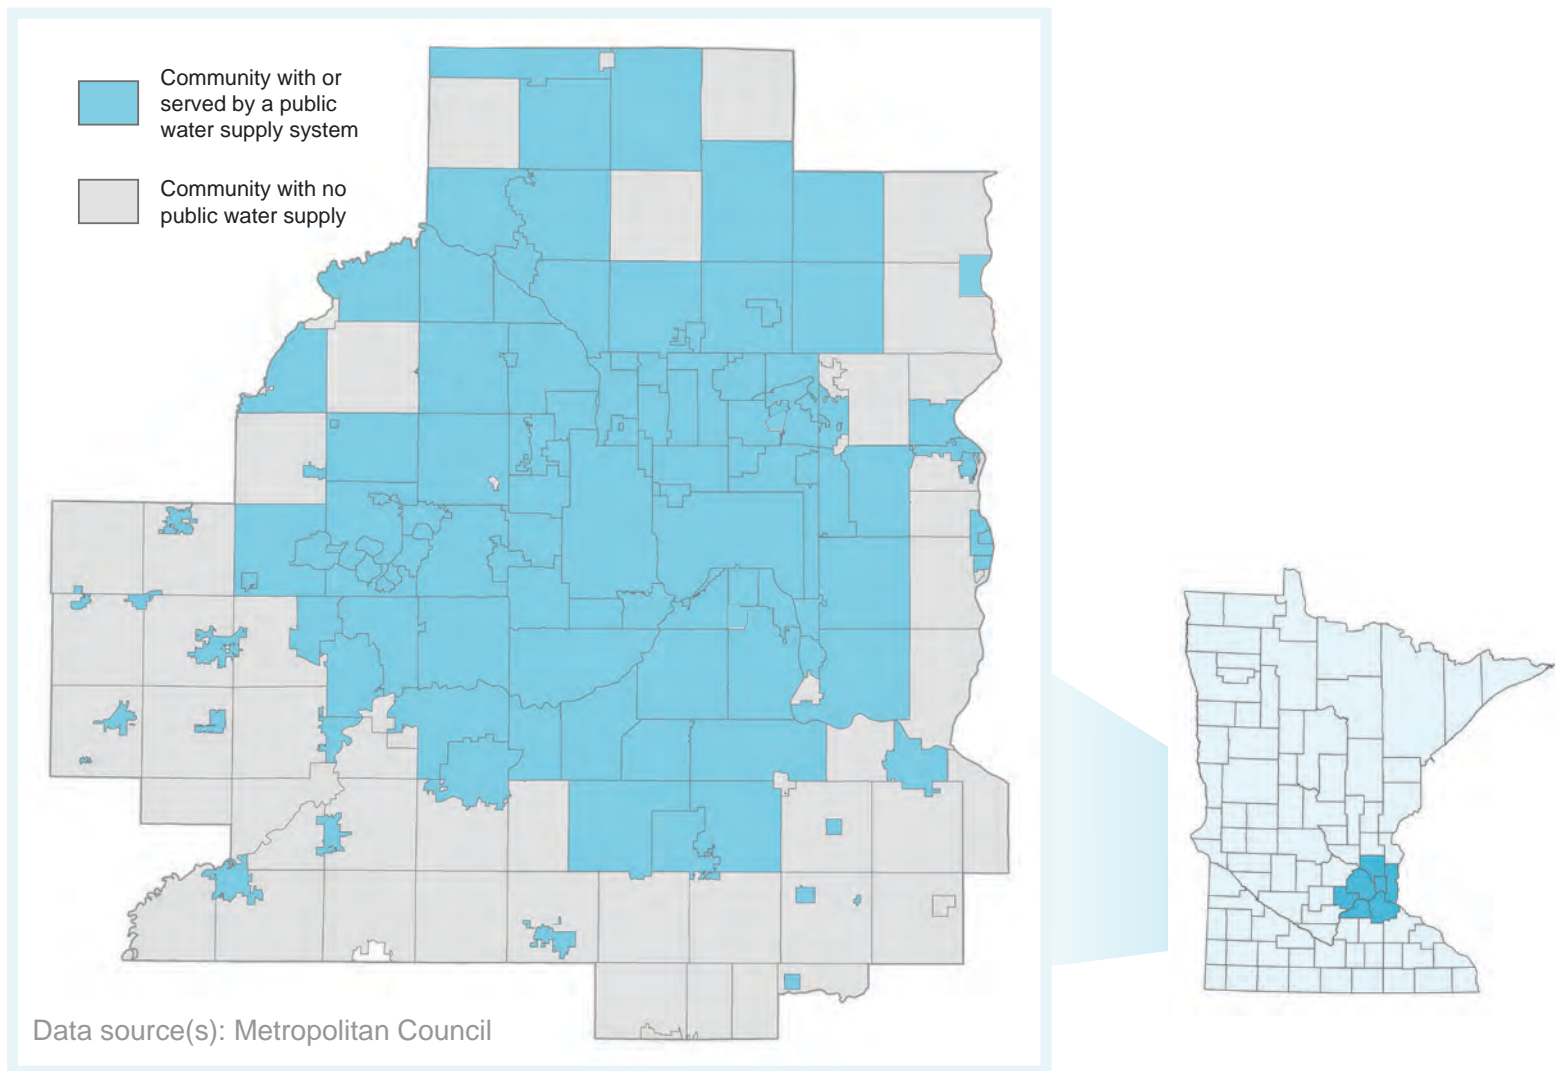 Community with or
served by a public
water supply system
Community with no
public water supply
Data source(s): Metropolitan Council